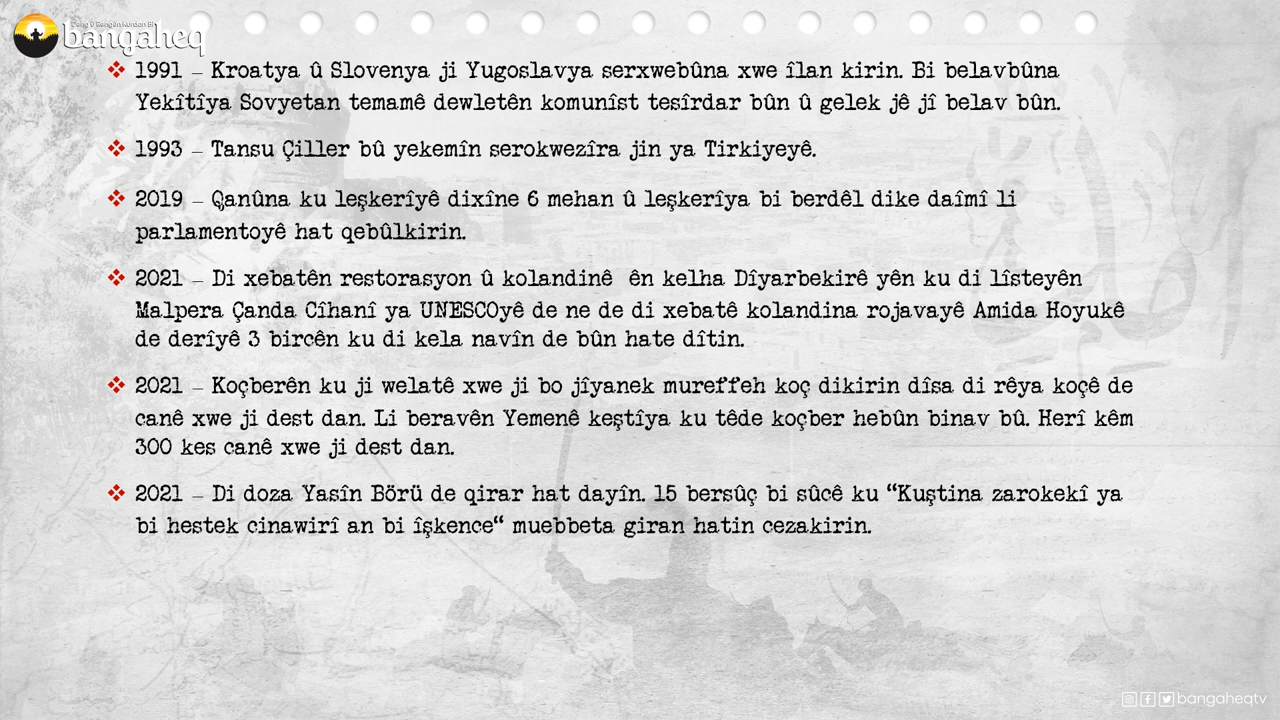 Deng û Rengên Kurdan Bi
bangaheq
❖ 1991 – Kroatya û Slovenya ji Yugoslavya serxwebûna xwe îlan kirin. Bi belavbûna
Yekîtîya Sovyetan temamê dewletên komunîst tesîrdar bûn û gelek jê jî belav bûn.
❖ 1993 – Tansu Çiller bû yekemîn serokwezîra jin ya Tirkiyeyê.
❖ 2019 – Qanûna ku leşkerîyê dixîne 6 mehan û leşkerîya bi berdêl dike daîmî li
parlamentoyê hat qebûlkirin.
❖ 2021 – Di xebatên restorasyon û kolandinê  ên kelha Dîyarbekirê yên ku di lîsteyên
Malpera Çanda Cîhanî ya UNESCOyê de ne de di xebatê kolandina rojavayê Amida Hoyukê
de derîyê 3 bircên ku di kela navîn de bûn hate dîtin.
❖ 2021 – Koçberên ku ji welatê xwe ji bo jîyanek mureffeh koç dikirin dîsa di rêya koçê de
canê xwe ji dest dan. Li beravên Yemenê keştîya ku têde koçber hebûn binav bû. Herî kêm
300 kes canê xwe ji dest dan.
❖ 2021 – Di doza Yasîn Börü de qirar hat dayîn. 15 bersûç bi sûcê ku “Kuştina zarokekî ya
bi hestek cinawirî an bi îşkence“ muebbeta giran hatin cezakirin.
bangaheqtv